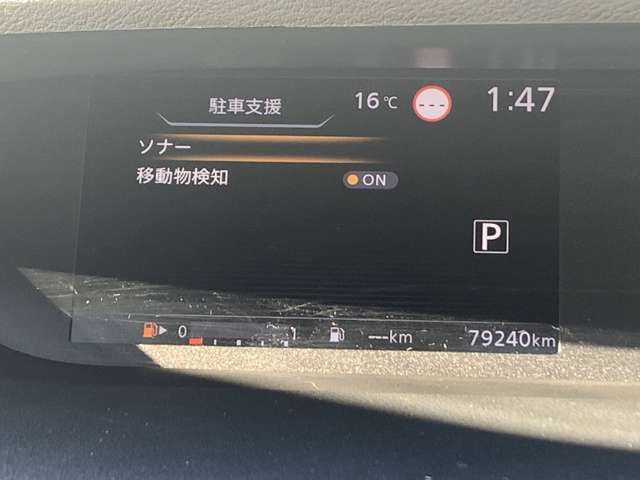 駐車支援 16℃ --- 1:47
ソナー
移動物検知 ON
P
0 1 ---km 79240km